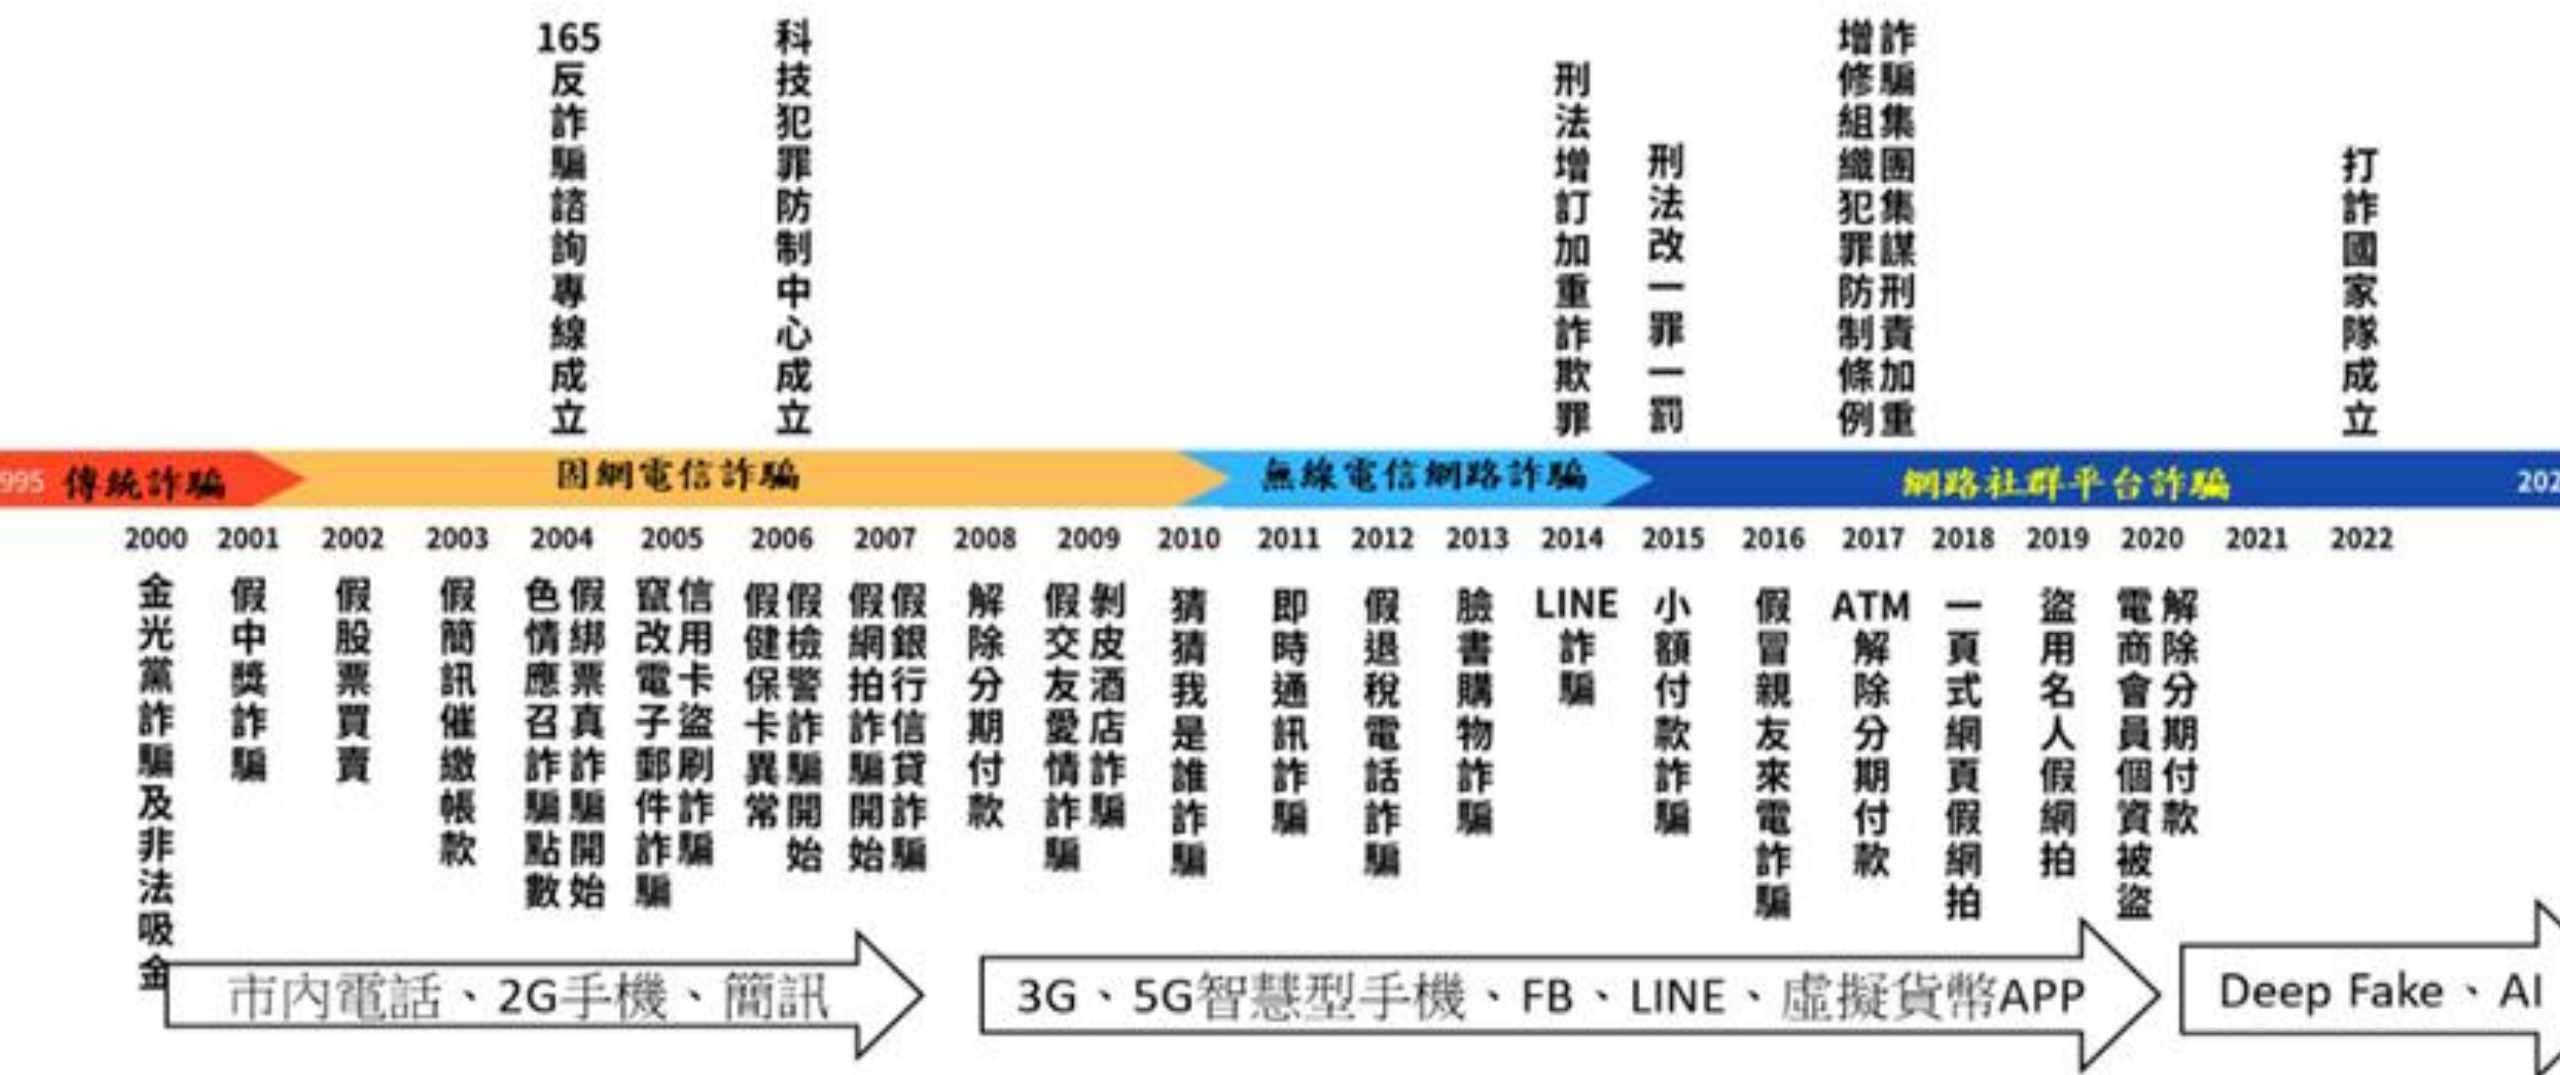 165反詐騙諮詢專線成立
科技犯罪防制中心成立
刑法增訂加重詐欺罪
刑法改一罪一罰
詐騙集團集謀刑責加重
增修組織犯罪防制條例
打詐國家隊成立
995 傳統詐騙
固網電信詐騙
無線電信網路詐騙
網路社群平台詐騙
202
2000 2001 2002 2003 2004 2005 2006 2007 2008 2009 2010 2011 2012 2013 2014 2015 2016 2017 2018 2019 2020 2021 2022
金光黨詐騙及非法吸金
假中獎詐騙
假股票買賣
假簡訊催繳帳款
假綁票真詐騙開始
色情應召詐騙點數
信用卡盜刷詐騙
竄改電子郵件詐騙
假檢警詐騙開始
假健保卡異常
假銀行信貸詐騙
假網拍詐騙開始
解除分期付款
剝皮酒店詐騙
假交友愛情詐騙
猜猜我是誰詐騙
即時通訊詐騙
假退稅電話詐騙
臉書購物詐騙
LINE詐騙
小額付款詐騙
假冒親友來電詐騙
ATM解除分期付款
一頁式網頁假網拍
盜用名人假網拍
解除分期付款
電商會員個資被盜
市內電話、2G手機、簡訊
3G、5G智慧型手機、FB、LINE、虛擬貨幣APP
Deep Fake、AI